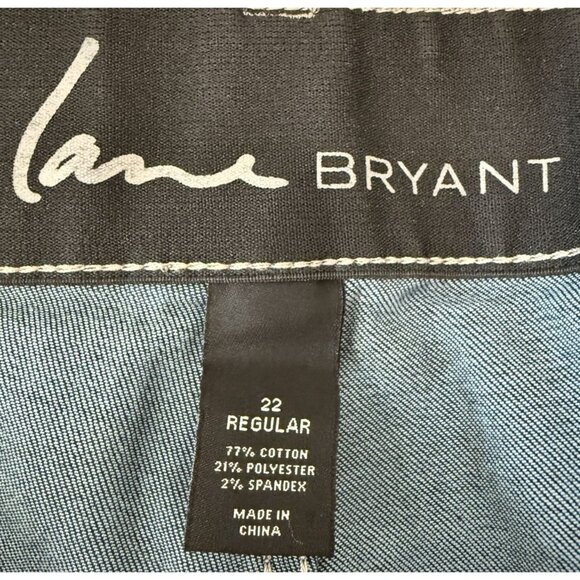 lane BRYANT
22
REGULAR
77% COTTON
21% POLYESTER
2% SPANDEX
MADE IN
CHINA